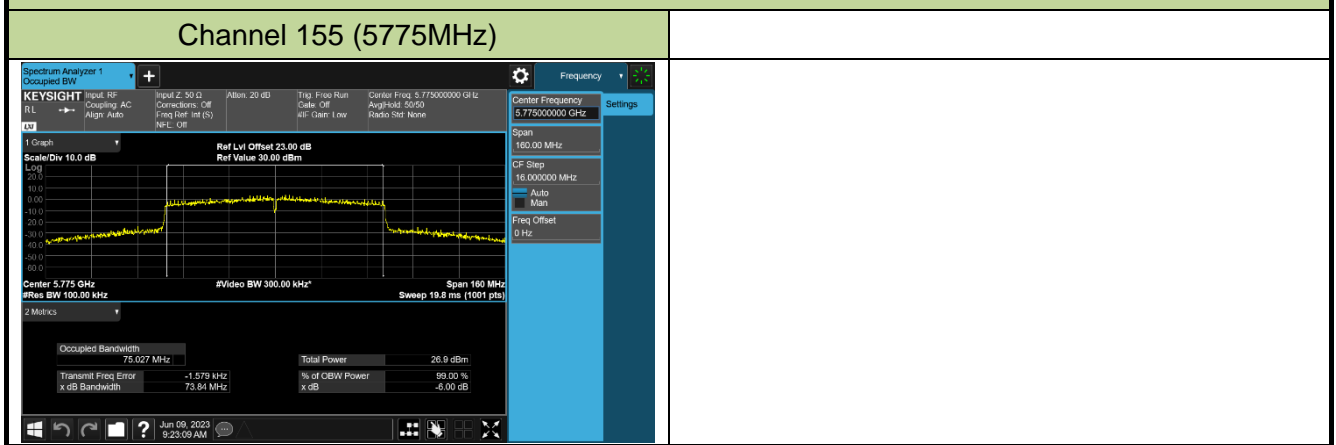 Channel 155 (5775MHz)
Spectrum Analyzer 1
Occupied BW
Frequency
KEYSIGHT
Input: RF
Coupling: AC
Align: Auto
RL
LXI
Input Z: 50 Ω
Corrections: Off
Freq Ref: Int (S)
NFE: Off
Atten: 20 dB
Trig: Free Run
Gate: Off
#IF Gain: Low
Center Freq: 5.775000000 GHz
Avg|Hold: 50/50
Radio Std: None
Center Frequency
5.775000000 GHz
Settings
Span
160.00 MHz
CF Step
16.000000 MHz
Auto
Man
Freq Offset
0 Hz
1 Graph
Scale/Div 10.0 dB
Ref Lvl Offset 23.00 dB
Ref Value 30.00 dBm
Log
20.0
10.0
0.00
-10.0
-20.0
-30.0
-40.0
-50.0
-60.0
Center 5.775 GHz
#Video BW 300.00 kHz*
Span 160 MHz
#Res BW 100.00 kHz
Sweep 19.8 ms (1001 pts)
2 Metrics
Occupied Bandwidth
75.027 MHz
Total Power 26.9 dBm
Transmit Freq Error -1.579 kHz
% of OBW Power 99.00 %
x dB Bandwidth 73.84 MHz
x dB -6.00 dB
?
Jun 09, 2023
9:23:09 AM